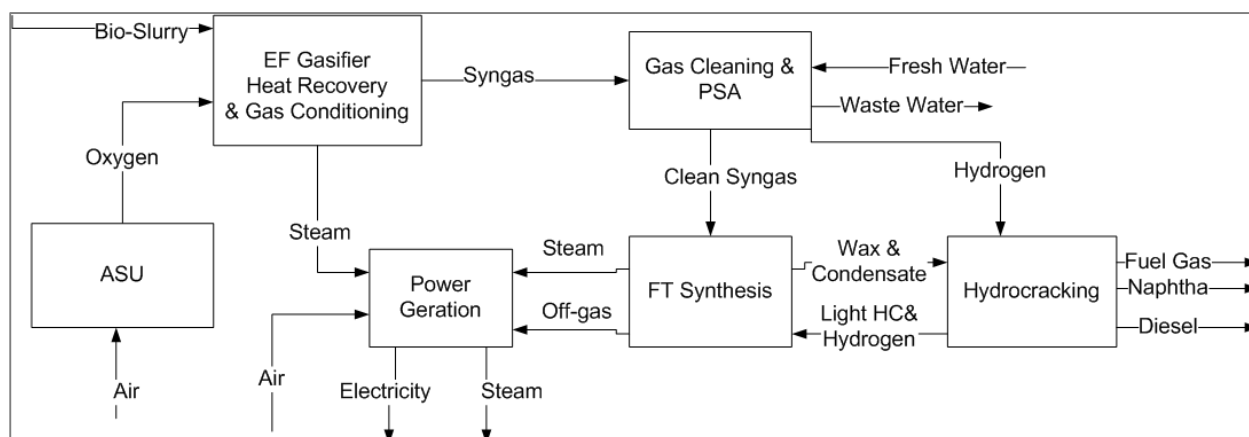 Bio-Slurry
EF Gasifier
Heat Recovery
& Gas Conditioning
Syngas
Gas Cleaning &
PSA
Fresh Water
Waste Water
Oxygen
Clean Syngas
Hydrogen
ASU
Steam
Power
Geration
Steam
Off-gas
FT Synthesis
Wax &
Condensate
Light HC&
Hydrogen
Hydrocracking
Fuel Gas
Naphtha
Diesel
Air
Air
Electricity
Steam